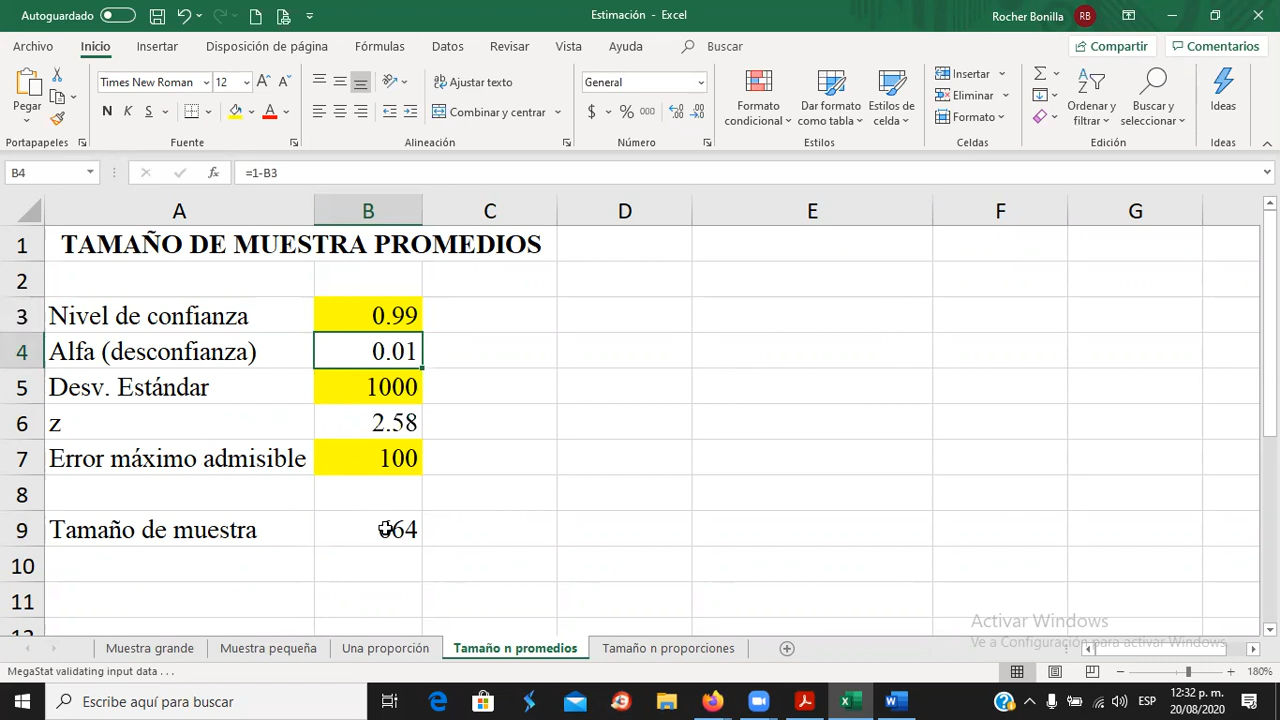 Autoguardado
Estimación - Excel
Rocher Bonilla RB
Archivo Inicio Insertar Disposición de página Fórmulas Datos Revisar Vista Ayuda Buscar Compartir Comentarios
Pegar
Times New Roman 12
N K S
Ajustar texto
Combinar y centrar
General
$ % 000
Formato condicional
Dar formato como tabla
Estilos de celda
Insertar
Eliminar
Formato
Ordenar y filtrar
Buscar y seleccionar
Ideas
Portapapeles Fuente Alineación Número Estilos Celdas Edición Ideas
B4 fx =1-B3
A B C D E F G
1 TAMAÑO DE MUESTRA PROMEDIOS
2
3 Nivel de confianza 0.99
4 Alfa (desconfianza) 0.01
5 Desv. Estándar 1000
6 z 2.58
7 Error máximo admisible 100
8
9 Tamaño de muestra
10
11
Activar Windows
Ve a Configuración para activar Windows.
Muestra grande Muestra pequeño Unproporción Tamaño n promedios Tamaño n proporciones
MegaStat validating input data . . .
180%
Escribe aquí para buscar
ESP
12:32 p. m.
20/08/2020